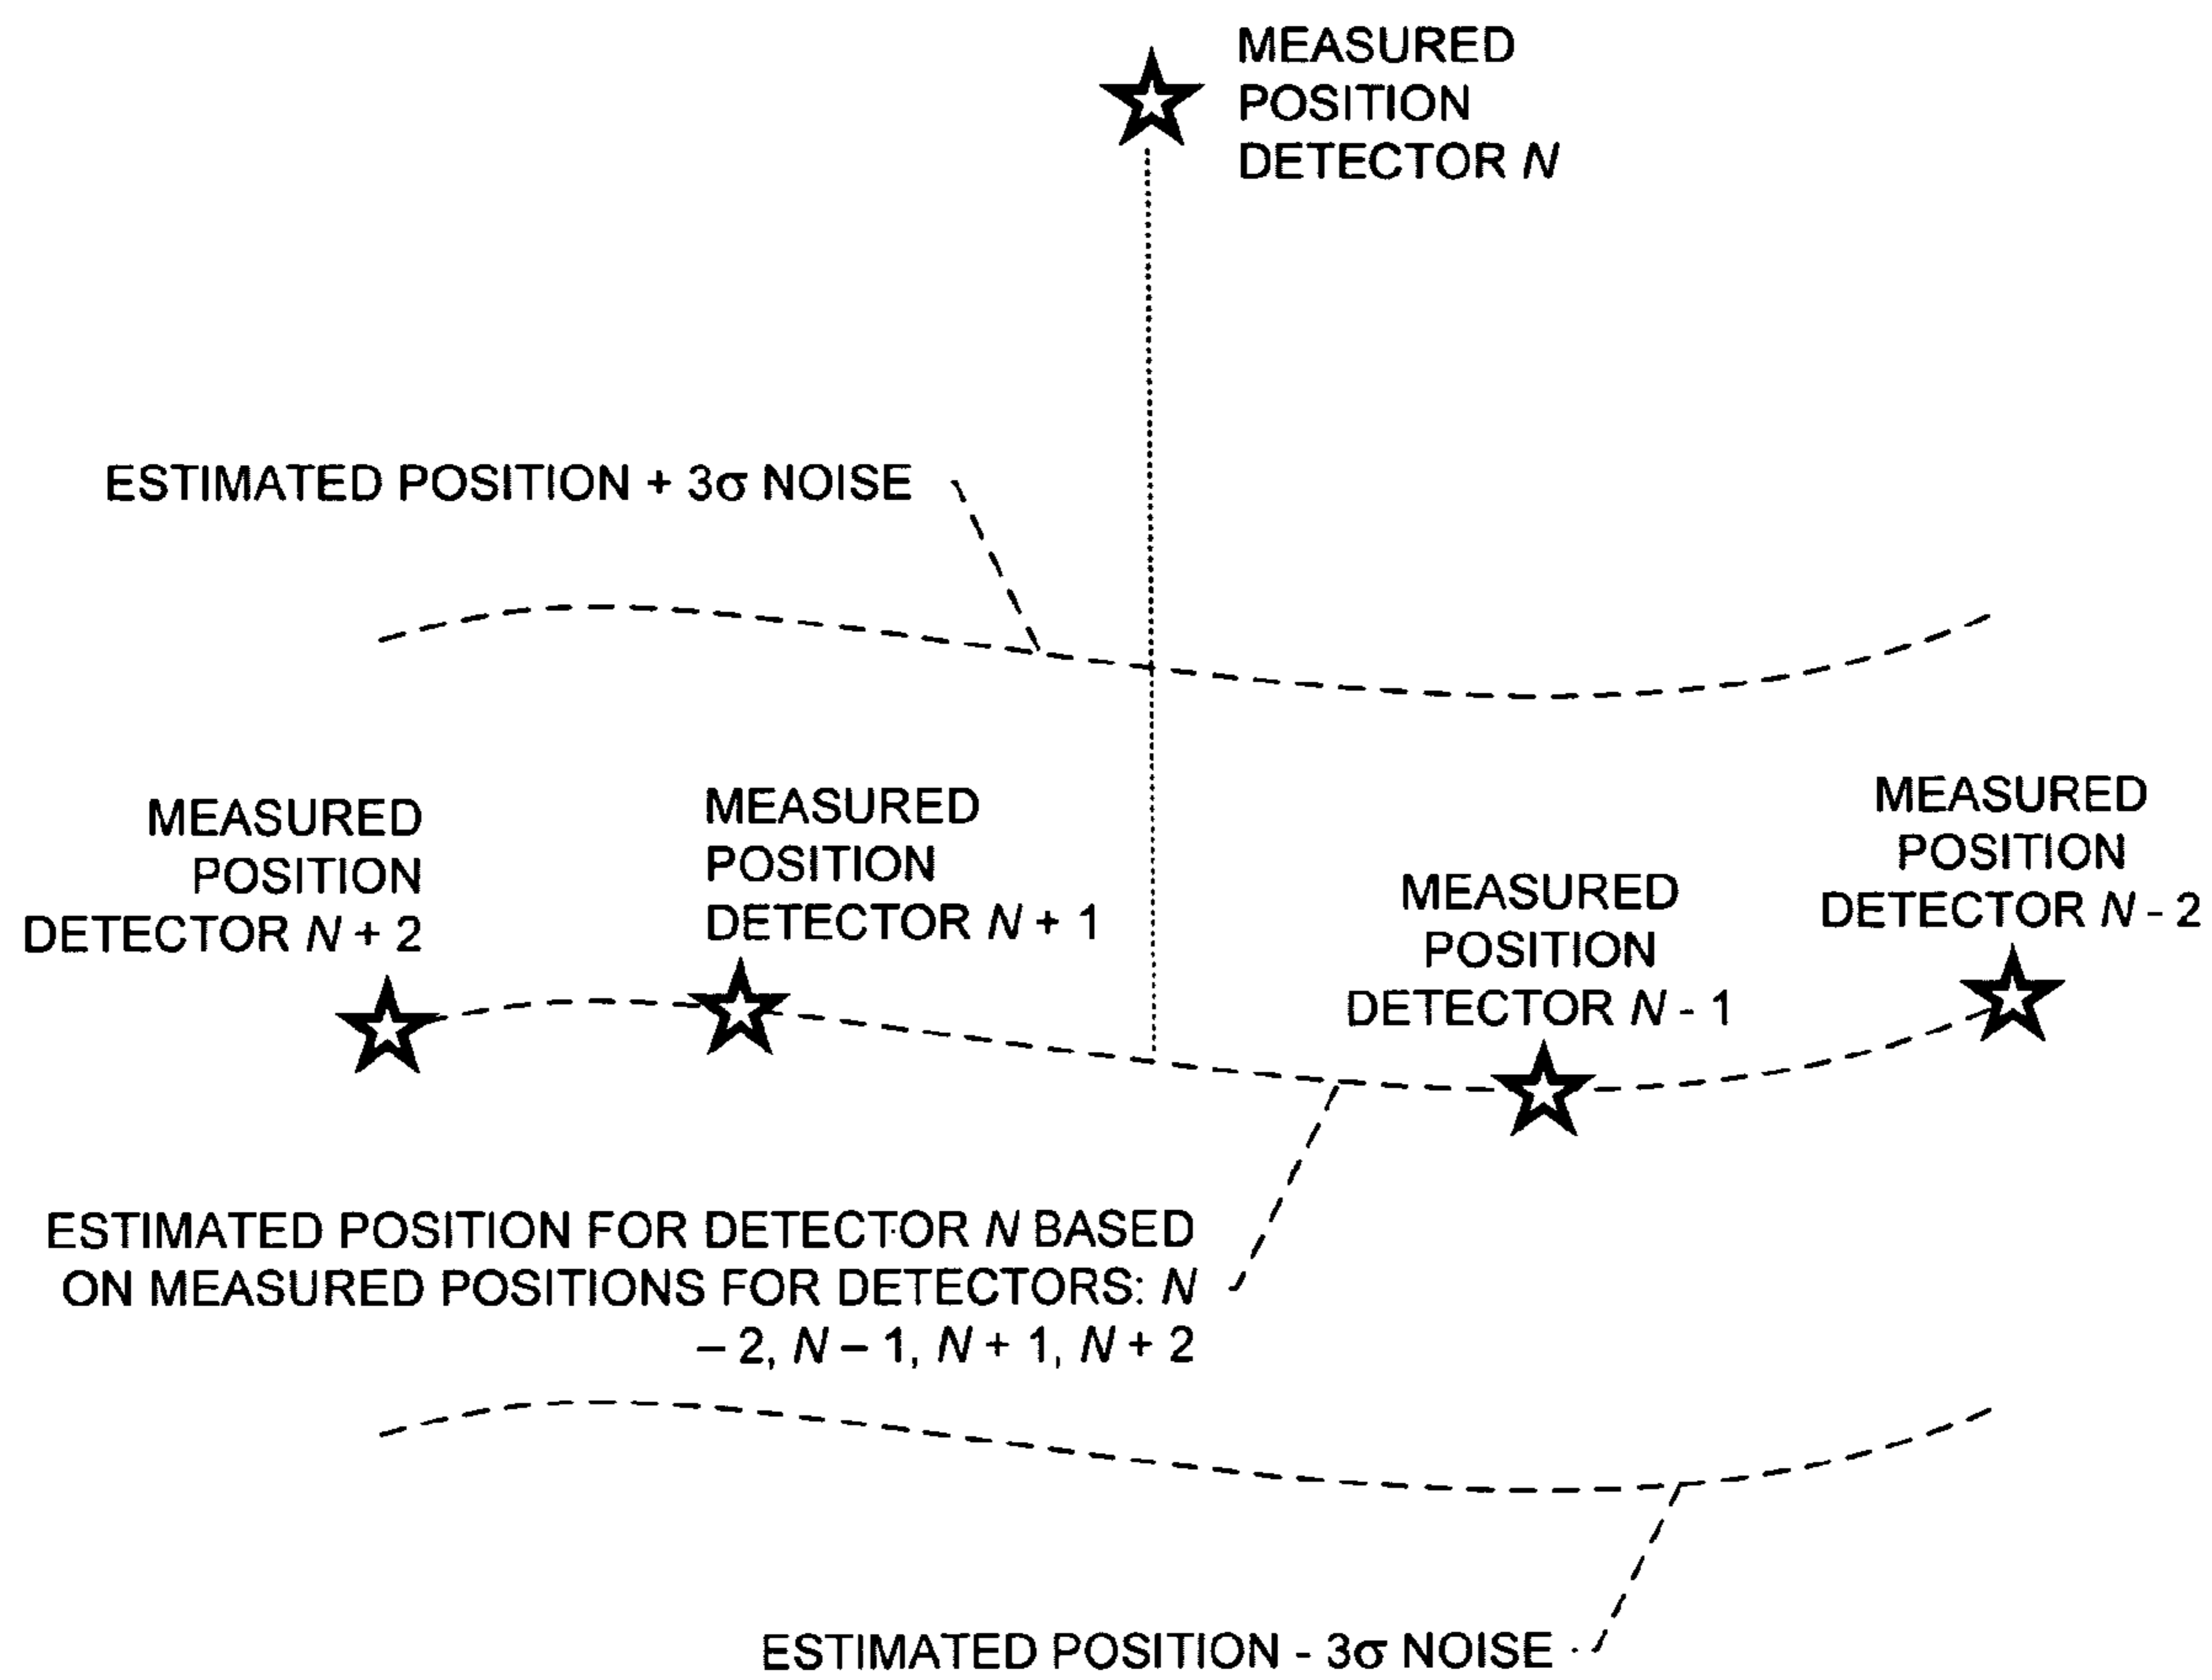 MEASURED
POSITION
DETECTOR N
ESTIMATED POSITION + 3σ NOISE
MEASURED
POSITION
DETECTOR N + 2
MEASURED
POSITION
DETECTOR N + 1
MEASURED
POSITION
DETECTOR N - 1
MEASURED
POSITION
DETECTOR N - 2
ESTIMATED POSITION FOR DETECTOR N BASED
ON MEASURED POSITIONS FOR DETECTORS: N
– 2, N – 1, N + 1, N + 2
ESTIMATED POSITION - 3σ NOISE